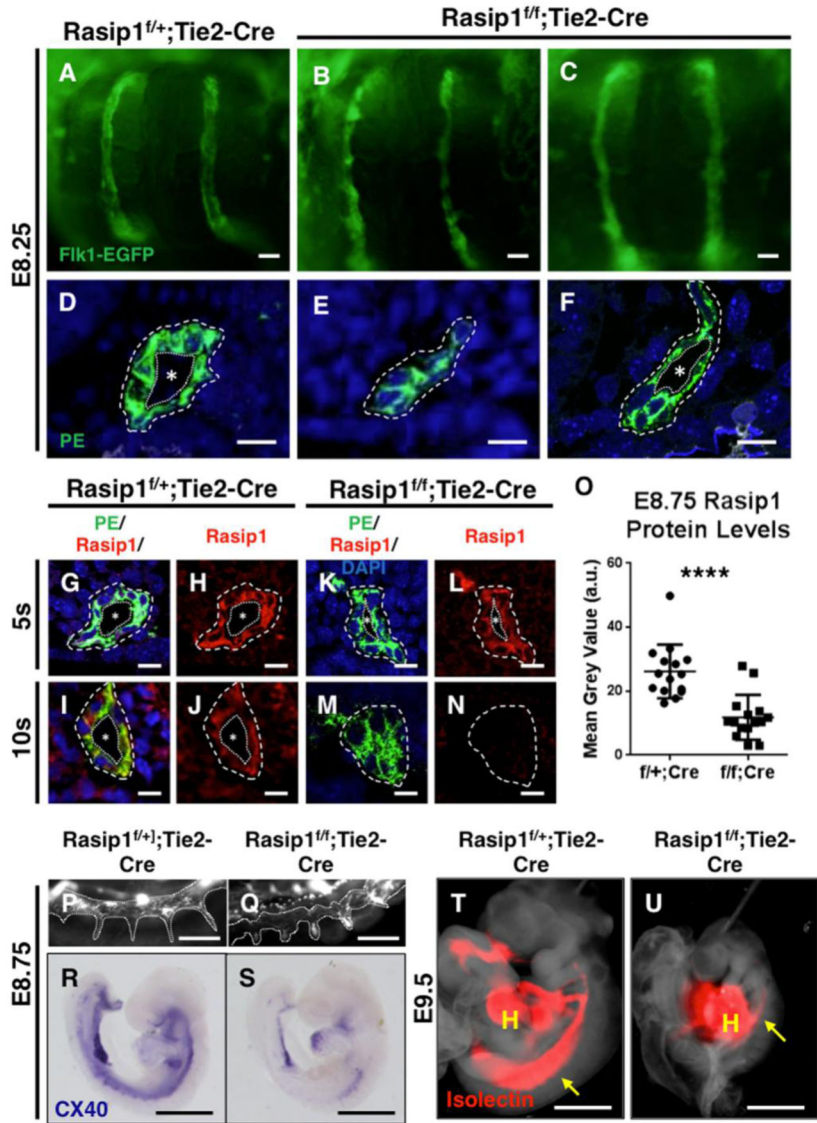 Rasip1f/+;Tie2-Cre
Rasip1f/f;Tie2-Cre
E8.25
A
B
C
Flk1-EGFP
D
E
F
*
*
PE
Rasip1f/+;Tie2-Cre
Rasip1f/f;Tie2-Cre
PE/
Rasip1/
Rasip1
PE/
Rasip1/
DAPI
Rasip1
5s
G
H
K
L
*
*
*
*
10s
I
J
M
N
*
*
O
E8.75 Rasip1
Protein Levels
Mean Grey Value (a.u.)
60
40
20
0
****
f/+;Cre
f/f;Cre
Rasip1f/+];Tie2-
Cre
Rasip1f/f;Tie2-
Cre
E8.75
P
Q
R
S
CX40
Rasip1f/+;Tie2-
Cre
Rasip1f/f;Tie2-
Cre
E9.5
T
U
H
H
Isolectin